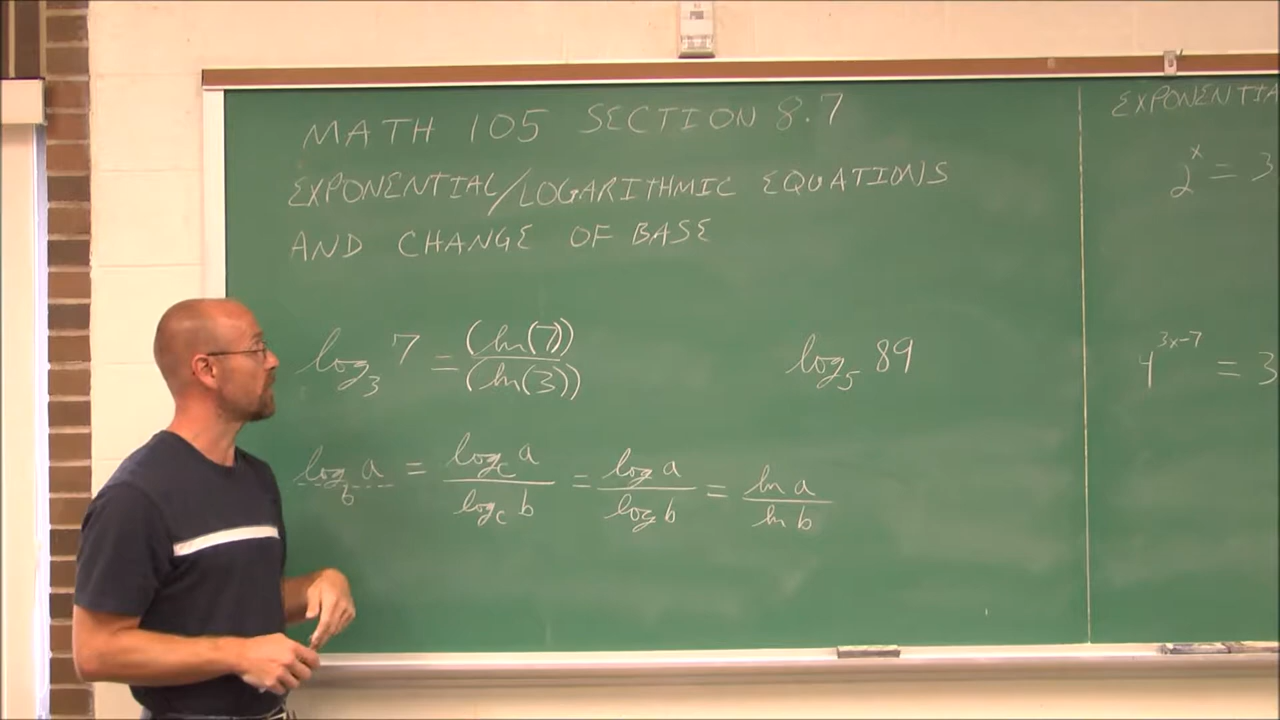 MATH 105 SECTION 8.7
EXPONENTIAL/LOGARITHMIC EQUATIONS
AND CHANGE OF BASE
log₃ 7 = (ln(7)) / (ln(3))
log₅ 89
log_b a = log_c a / log_c b = log a / log b = ln a / ln b
EXPONENTIA
2^x = 3
4^(3x-7) = 3